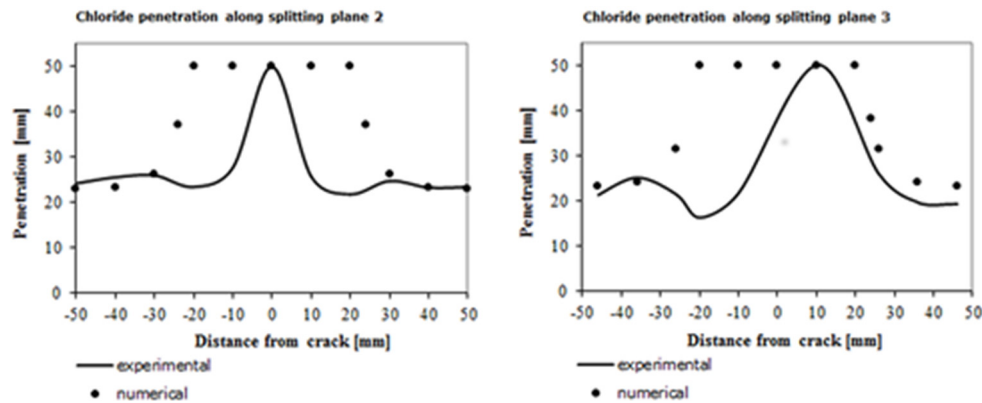 Chloride penetration along splitting plane 2
Penetration [mm]
50
40
30
20
10
0
-50 -40 -30 -20 -10 0 10 20 30 40 50
Distance from crack [mm]
experimental
numerical
Chloride penetration along splitting plane 3
Penetration [mm]
50
40
30
20
10
0
-50 -40 -30 -20 -10 0 10 20 30 40 50
Distance from crack [mm]
experimental
numerical